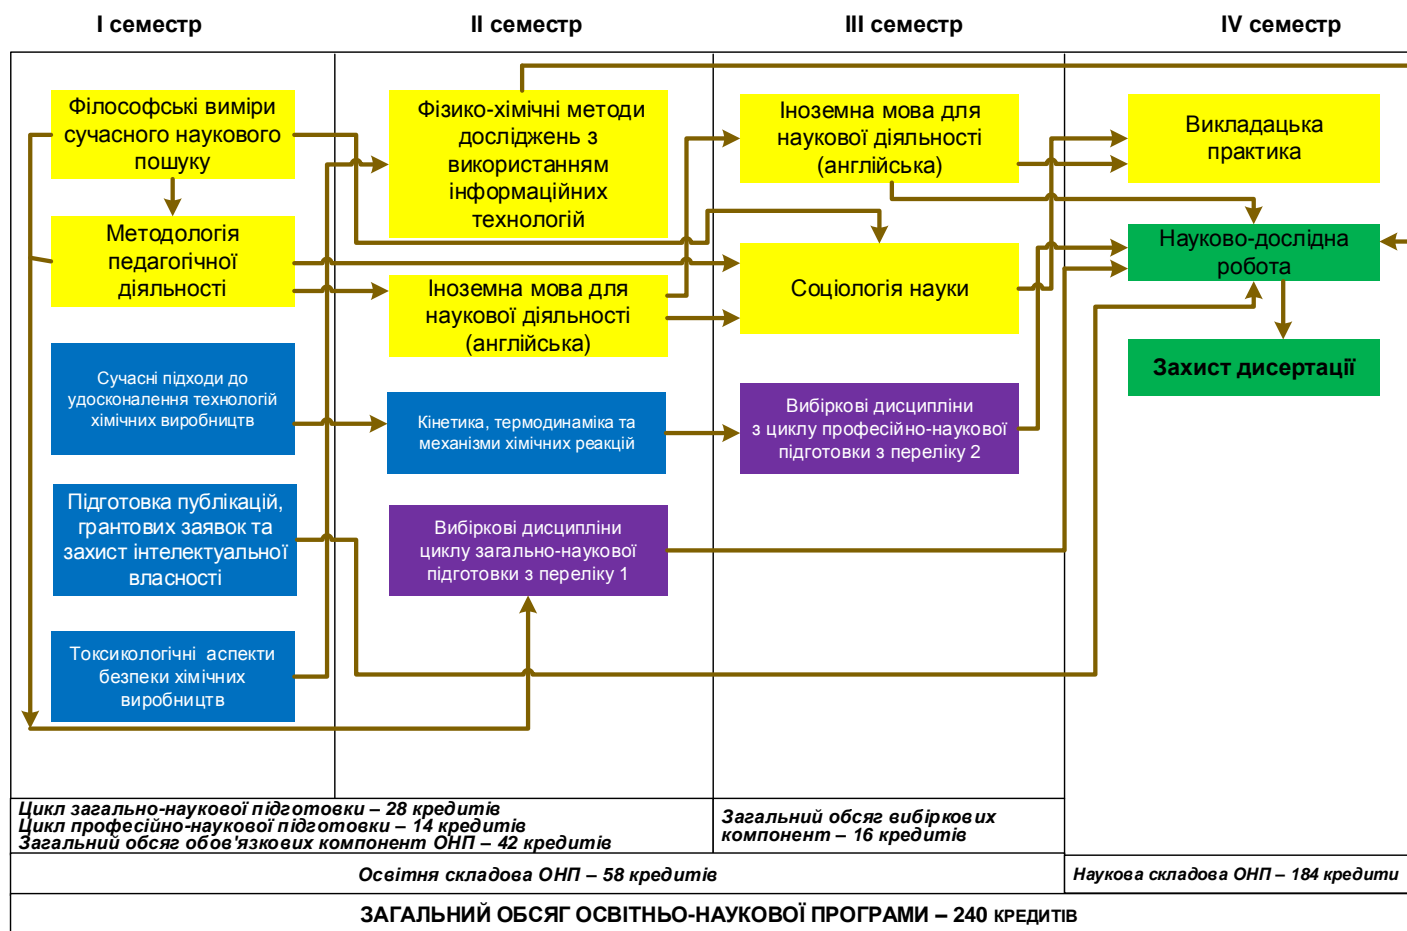 I семестр
II семестр
III семестр
IV семестр
Філософські виміри
сучасного наукового
пошуку
Методологія
педагогічної
діяльності
Сучасні підходи до
удосконалення технологій
хімічних виробництв
Підготовка публікацій,
грантових заявок та
захист інтелектуальної
власності
Токсикологічні аспекти
безпеки хімічних
виробництв
Фізико-хімічні методи
досліджень з
використанням
інформаційних
технологій
Іноземна мова для
наукової діяльності
(англійська)
Кінетика, термодинаміка та
механізми хімічних реакцій
Вибіркові дисципліни
циклу загально-наукової
підготовки з переліку 1
Іноземна мова для
наукової діяльності
(англійська)
Соціологія науки
Вибіркові дисципліни
з циклу професійно-наукової
підготовки з переліку 2
Викладацька
практика
Науково-дослідна
робота
Захист дисертації
Цикл загально-наукової підготовки – 28 кредитів
Цикл професійно-наукової підготовки – 14 кредитів
Загальний обсяг обов'язкових компонент ОНП – 42 кредитів
Загальний обсяг вибіркових
компонент – 16 кредитів
Освітня складова ОНП – 58 кредитів
Наукова складова ОНП – 184 кредити
ЗАГАЛЬНИЙ ОБСЯГ ОСВІТНЬО-НАУКОВОЇ ПРОГРАМИ – 240 КРЕДИТІВ